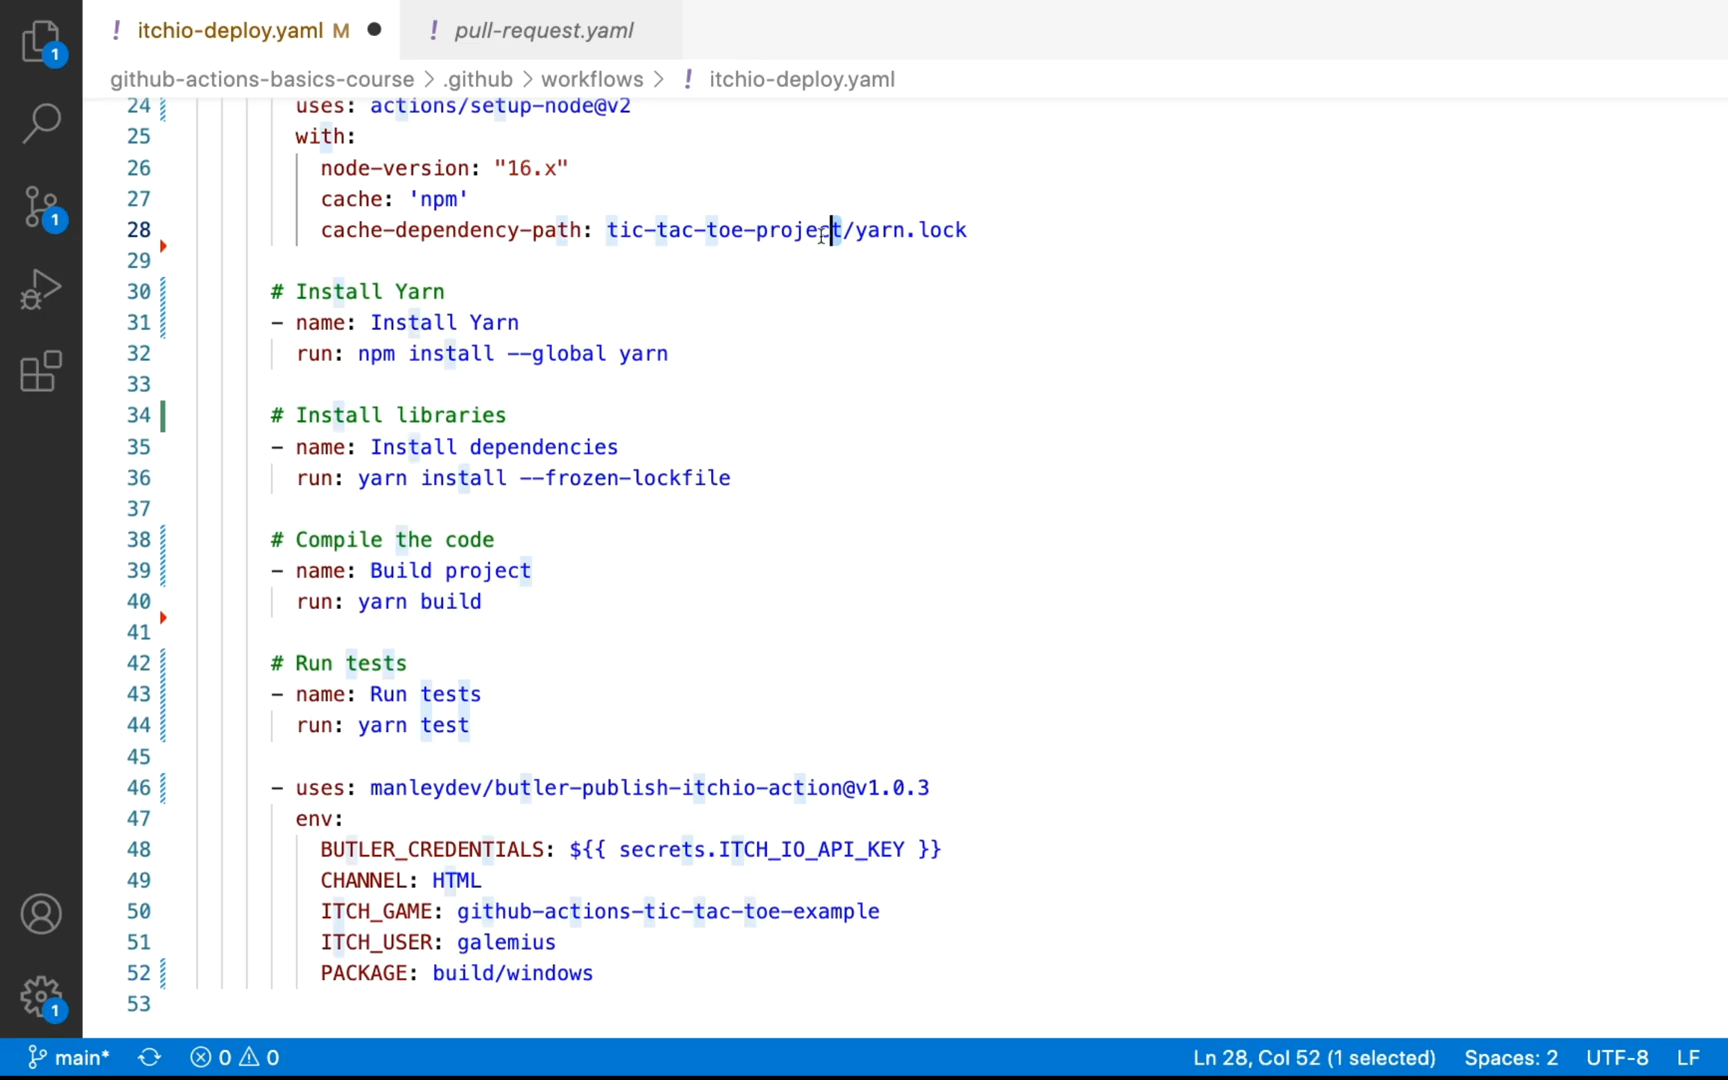 itchio-deploy.yaml M
pull-request.yaml
github-actions-basics-course > .github > workflows > ! itchio-deploy.yaml
24 uses: actions/setup-node@v2
25 with:
26 node-version: "16.x"
27 cache: 'npm'
28 cache-dependency-path: tic-tac-toe-project/yarn.lock
29
30 # Install Yarn
31 - name: Install Yarn
32 run: npm install --global yarn
33
34 # Install libraries
35 - name: Install dependencies
36 run: yarn install --frozen-lockfile
37
38 # Compile the code
39 - name: Build project
40 run: yarn build
41
42 # Run tests
43 - name: Run tests
44 run: yarn test
45
46 - uses: manleydev/butler-publish-itchio-action@v1.0.3
47 env:
48 BUTLER_CREDENTIALS: ${{ secrets.ITCH_IO_API_KEY }}
49 CHANNEL: HTML
50 ITCH_GAME: github-actions-tic-tac-toe-example
51 ITCH_USER: galemius
52 PACKAGE: build/windows
53
1
1
1
main* 0 0 Ln 28, Col 52 (1 selected) Spaces: 2 UTF-8 LF